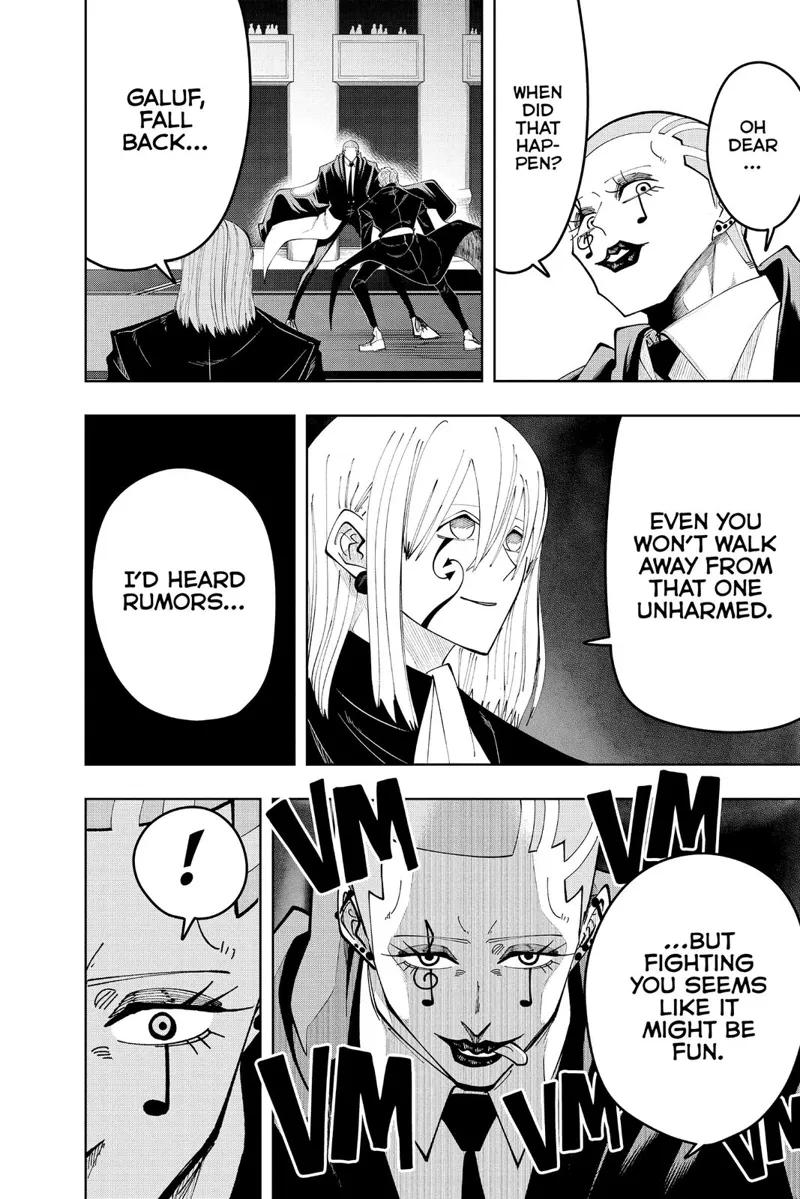 OH
DEAR
...
WHEN
DID
THAT
HAP-
PEN?
GALUF,
FALL
BACK...
EVEN YOU
WON'T WALK
AWAY FROM
THAT ONE
UNHARMED.
I'D HEARD
RUMORS...
VM
VM
...BUT
FIGHTING
YOU SEEMS
LIKE IT
MIGHT BE
FUN.
VM
VM
VM
!